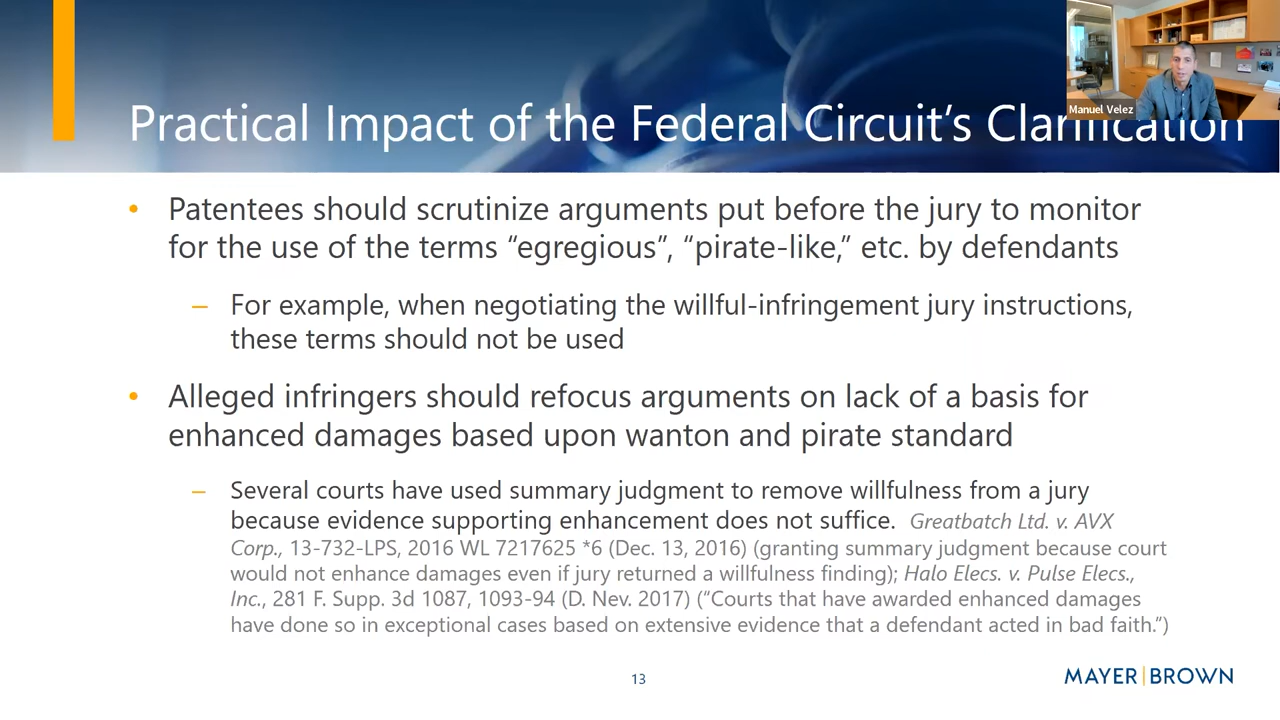 Manuel Velez
Practical Impact of the Federal Circuit's Clarification
• Patentees should scrutinize arguments put before the jury to monitor
for the use of the terms “egregious”, “pirate-like,” etc. by defendants
– For example, when negotiating the willful-infringement jury instructions,
these terms should not be used
• Alleged infringers should refocus arguments on lack of a basis for
enhanced damages based upon wanton and pirate standard
– Several courts have used summary judgment to remove willfulness from a jury
because evidence supporting enhancement does not suffice. Greatbatch Ltd. v. AVX
Corp., 13-732-LPS, 2016 WL 7217625 *6 (Dec. 13, 2016) (granting summary judgment because court
would not enhance damages even if jury returned a willfulness finding); Halo Elecs. v. Pulse Elecs.,
Inc., 281 F. Supp. 3d 1087, 1093-94 (D. Nev. 2017) (“Courts that have awarded enhanced damages
have done so in exceptional cases based on extensive evidence that a defendant acted in bad faith.”)
13
MAYER|BROWN